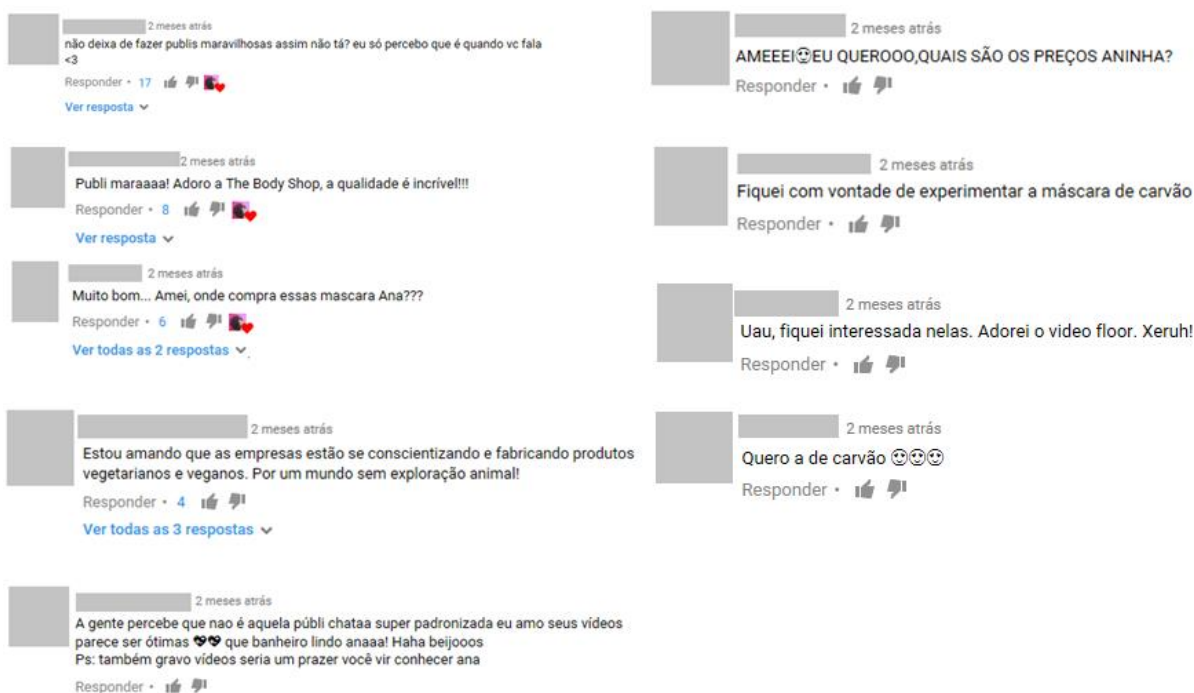 2 meses atrás
não deixa de fazer publis maravilhosas assim não tá? eu só percebo que é quando vc fala
<3
Responder • 17
Ver resposta
2 meses atrás
Publi maraaaa! Adoro a The Body Shop, a qualidade é incrível!!!
Responder • 8
Ver resposta
2 meses atrás
Muito bom... Amei, onde compra essas mascara Ana???
Responder • 6
Ver todas as 2 respostas
2 meses atrás
Estou amando que as empresas estão se conscientizando e fabricando produtos
vegetarianos e veganos. Por um mundo sem exploração animal!
Responder • 4
Ver todas as 3 respostas
2 meses atrás
A gente percebe que nao é aquela públi chataa super padronizada eu amo seus vídeos
parece ser ótimas 💖💖 que banheiro lindo anaaa! Haha beijooos
Ps: também gravo vídeos seria um prazer você vir conhecer ana
Responder •
2 meses atrás
AMEEEI😍EU QUEROOO,QUAIS SÃO OS PREÇOS ANINHA?
Responder •
2 meses atrás
Fiquei com vontade de experimentar a máscara de carvão
Responder •
2 meses atrás
Uau, fiquei interessada nelas. Adorei o video floor. Xeruh!
Responder •
2 meses atrás
Quero a de carvão 😍😍😍
Responder •